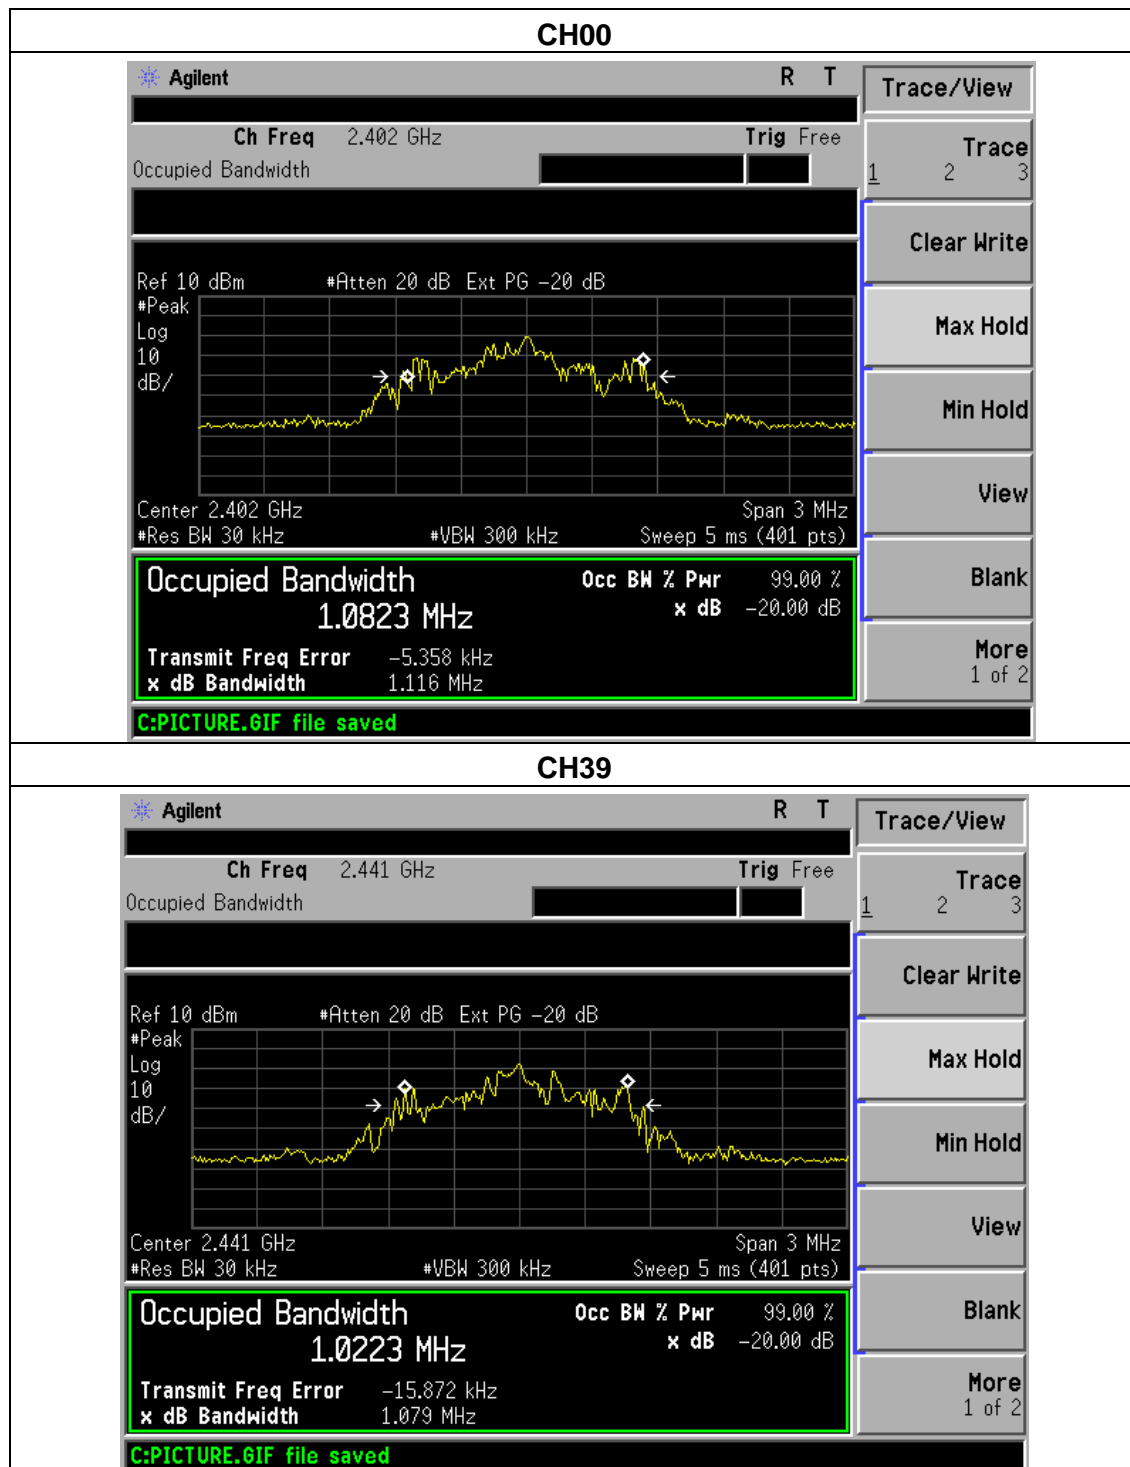 CH00
Agilent R T Trace/View
Ch Freq 2.402 GHz Trig Free
Occupied Bandwidth
Trace
1 2 3
Clear Write
Ref 10 dBm #Atten 20 dB Ext PG −20 dB
#Peak
Log
10
dB/
Max Hold
Min Hold
View
Center 2.402 GHz Span 3 MHz
#Res BW 30 kHz #VBW 300 kHz Sweep 5 ms (401 pts)
Occupied Bandwidth Occ BW % Pwr 99.00 %
1.0823 MHz x dB −20.00 dB
Blank
Transmit Freq Error −5.358 kHz
x dB Bandwidth 1.116 MHz
More
1 of 2
C:PICTURE.GIF file saved
CH39
Agilent R T Trace/View
Ch Freq 2.441 GHz Trig Free
Occupied Bandwidth
Trace
1 2 3
Clear Write
Ref 10 dBm #Atten 20 dB Ext PG −20 dB
#Peak
Log
10
dB/
Max Hold
Min Hold
View
Center 2.441 GHz Span 3 MHz
#Res BW 30 kHz #VBW 300 kHz Sweep 5 ms (401 pts)
Occupied Bandwidth Occ BW % Pwr 99.00 %
1.0223 MHz x dB −20.00 dB
Blank
Transmit Freq Error −15.872 kHz
x dB Bandwidth 1.079 MHz
More
1 of 2
C:PICTURE.GIF file saved